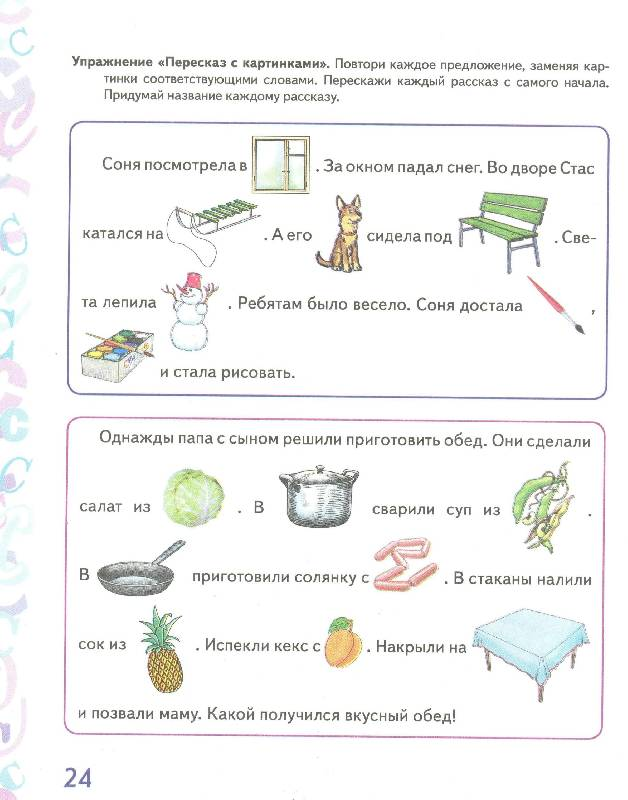 Упражнение «Пересказ с картинками». Повтори каждое предложение, заменяя кар-
тинки соответствующими словами. Перескажи каждый рассказ с самого начала.
Придумай название каждому рассказу.
Соня посмотрела в . За окном падал снег. Во дворе Стас
катался на . А его сидела под . Све-
та лепила . Ребятам было весело. Соня достала ,
и стала рисовать.
Однажды папа с сыном решили приготовить обед. Они сделали
салат из . В сварили суп из .
В приготовили солянку с . В стаканы налили
сок из . Испекли кекс с . Накрыли на
и позвали маму. Какой получился вкусный обед!
24